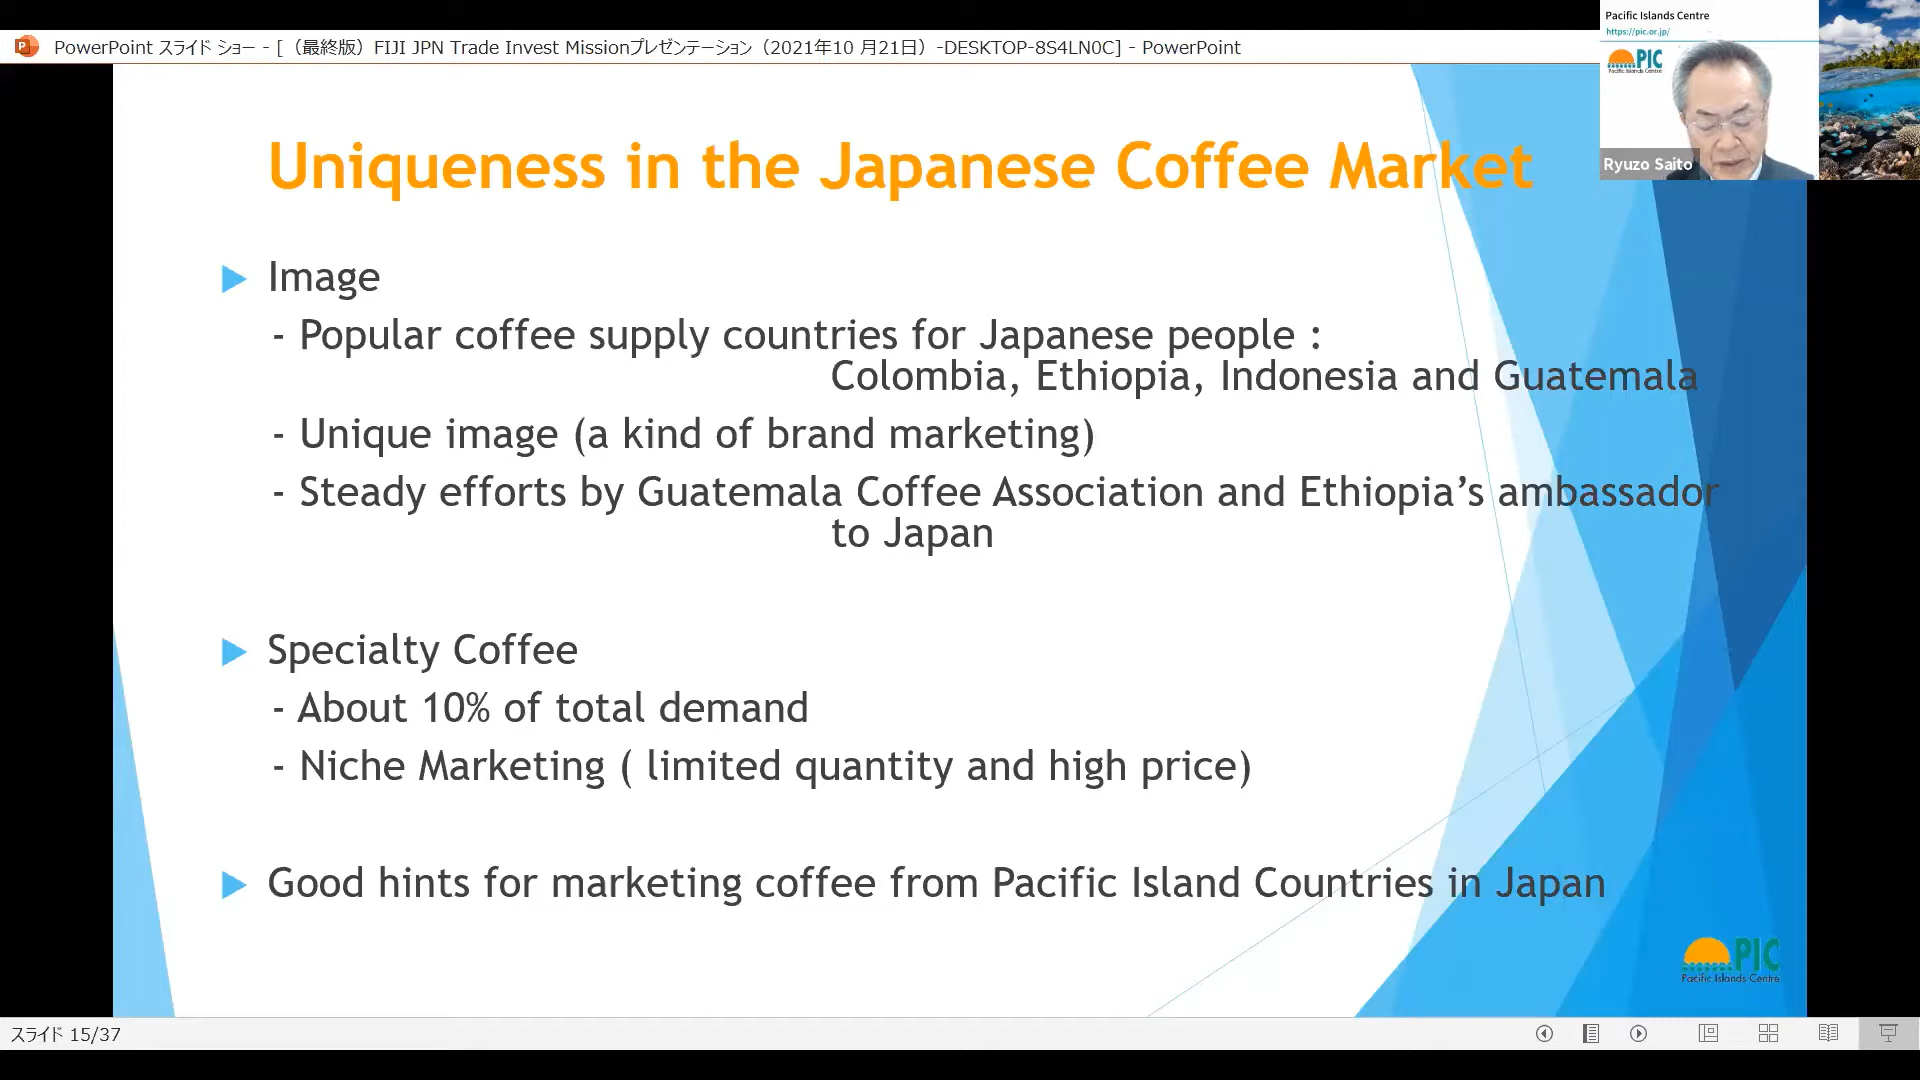 PowerPoint スライド ショー - [（最終版）FIJI JPN Trade Invest Missionプレゼンテーション（2021年10 月21日）-DESKTOP-8S4LN0C] - PowerPoint
Pacific Islands Centre
https://pic.or.jp/
PIC
Pacific Islands Centre
Ryuzo Saito
Uniqueness in the Japanese Coffee Market
Image
- Popular coffee supply countries for Japanese people :
Colombia, Ethiopia, Indonesia and Guatemala
- Unique image (a kind of brand marketing)
- Steady efforts by Guatemala Coffee Association and Ethiopia’s ambassador
to Japan
Specialty Coffee
- About 10% of total demand
- Niche Marketing ( limited quantity and high price)
Good hints for marketing coffee from Pacific Island Countries in Japan
PIC
Pacific Islands Centre
スライド 15/37